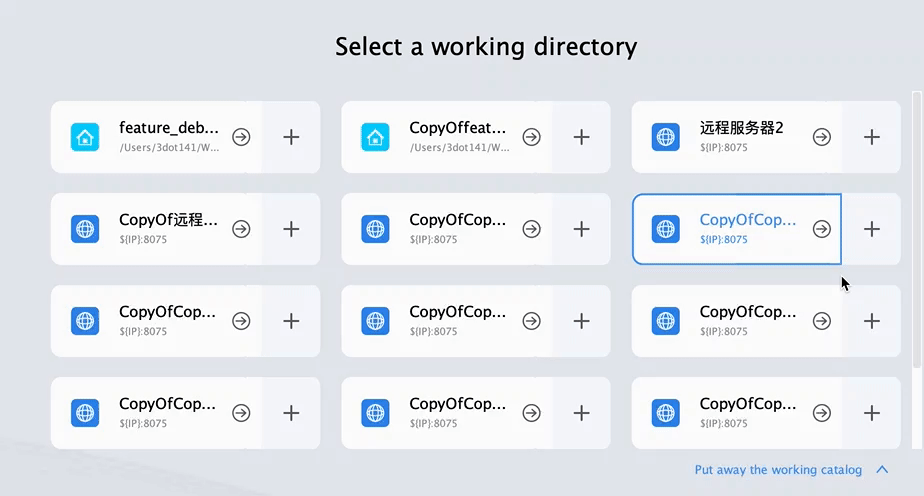 Select a working directory
feature_deb...
/Users/3dot141/W...
CopyOffeat...
/Users/3dot141/W...
远程服务器2
${IP}:8075
CopyOf远程...
${IP}:8075
CopyOfCop...
${IP}:8075
CopyOfCop...
${IP}:8075
CopyOfCop...
${IP}:8075
CopyOfCop...
${IP}:8075
CopyOfCop...
${IP}:8075
CopyOfCop...
${IP}:8075
CopyOfCop...
${IP}:8075
CopyOfCop...
${IP}:8075
Put away the working catalog